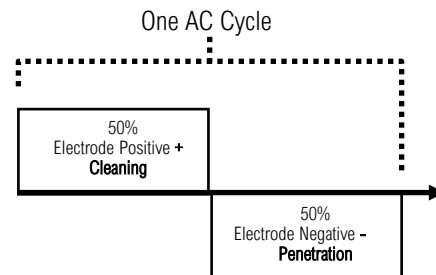 One AC Cycle
50%
Electrode Positive +
Cleaning
50%
Electrode Negative -
Penetration